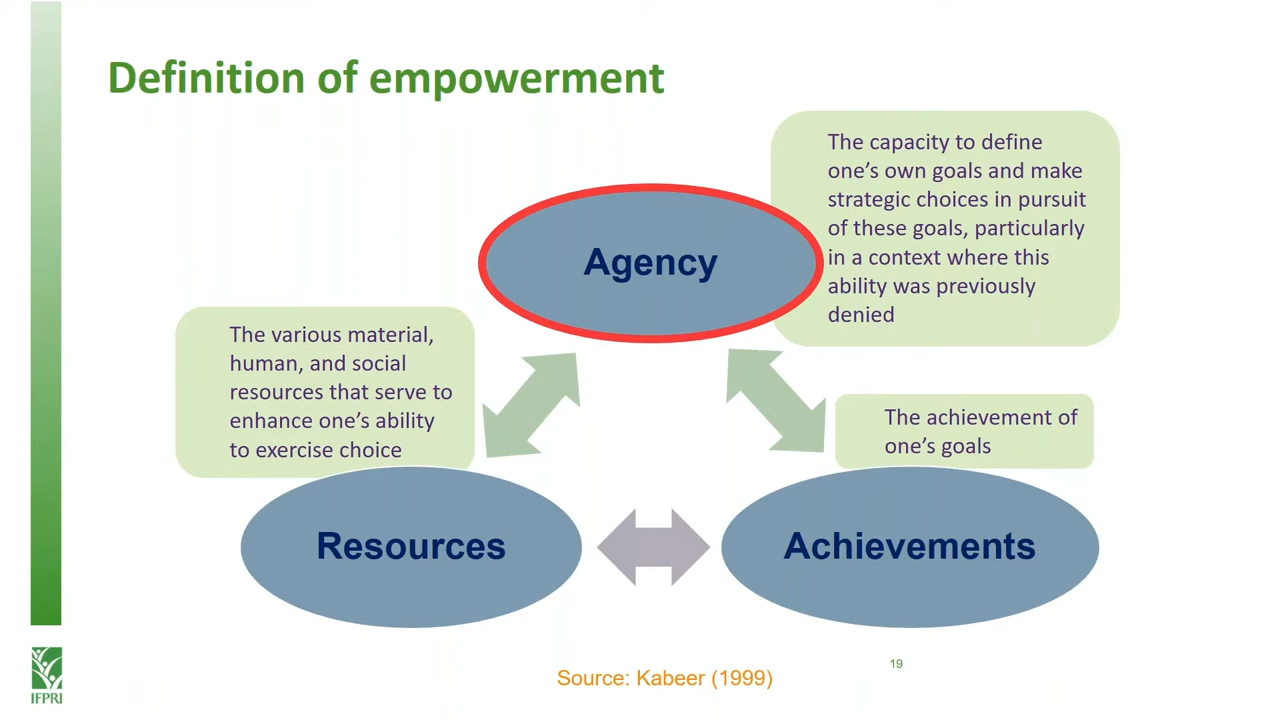 Definition of empowerment
The capacity to define
one’s own goals and make
strategic choices in pursuit
of these goals, particularly
in a context where this
ability was previously
denied
Agency
The various material,
human, and social
resources that serve to
enhance one’s ability
to exercise choice
The achievement of
one’s goals
Resources
Achievements
Source: Kabeer (1999)
19
IFPRI